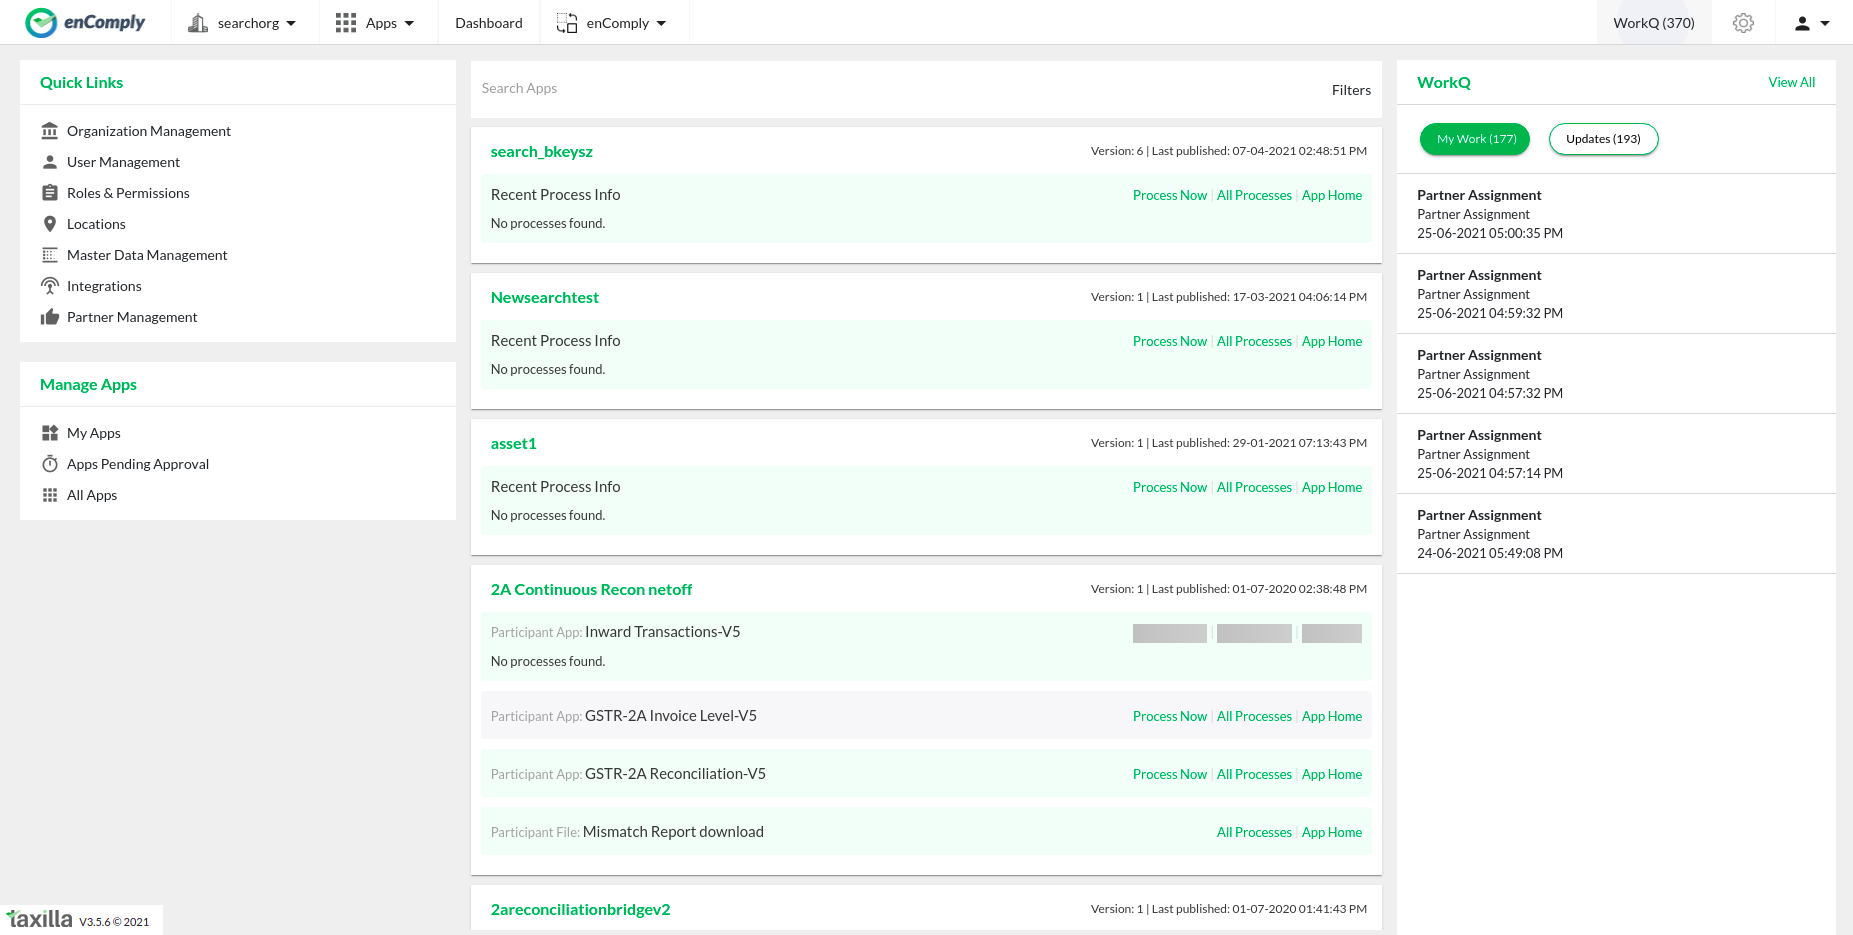 enComply
searchorg
Apps
Dashboard
enComply
WorkQ (370)
Quick Links
Organization Management
User Management
Roles & Permissions
Locations
Master Data Management
Integrations
Partner Management
Manage Apps
My Apps
Apps Pending Approval
All Apps
Search Apps
Filters
search_bkeysz
Version: 6 | Last published: 07-04-2021 02:48:51 PM
Recent Process Info
Process Now | All Processes | App Home
No processes found.
Newsearchtest
Version: 1 | Last published: 17-03-2021 04:06:14 PM
Recent Process Info
Process Now | All Processes | App Home
No processes found.
asset1
Version: 1 | Last published: 29-01-2021 07:13:43 PM
Recent Process Info
Process Now | All Processes | App Home
No processes found.
2A Continuous Recon netoff
Version: 1 | Last published: 01-07-2020 02:38:48 PM
Participant App: Inward Transactions-V5
No processes found.
Participant App: GSTR-2A Invoice Level-V5
Process Now | All Processes | App Home
Participant App: GSTR-2A Reconciliation-V5
Process Now | All Processes | App Home
Participant File: Mismatch Report download
All Processes | App Home
2areconciliationbridgev2
Version: 1 | Last published: 01-07-2020 01:41:43 PM
WorkQ
View All
My Work (177)
Updates (193)
Partner Assignment
Partner Assignment
25-06-2021 05:00:35 PM
Partner Assignment
Partner Assignment
25-06-2021 04:59:32 PM
Partner Assignment
Partner Assignment
25-06-2021 04:57:32 PM
Partner Assignment
Partner Assignment
25-06-2021 04:57:14 PM
Partner Assignment
Partner Assignment
24-06-2021 05:49:08 PM
taxilla
V3.5.6 © 2021